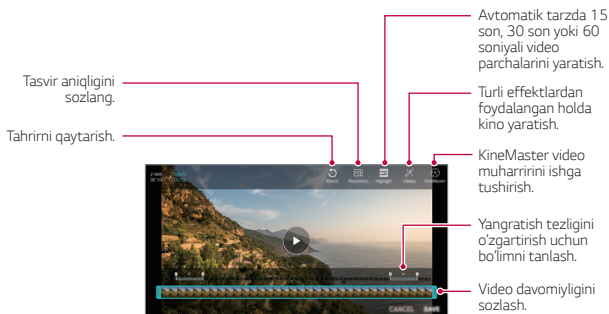 Avtomatik tarzda 15
son, 30 son yoki 60
soniyali video
parchalarini yaratish.
Tasvir aniqligini
sozlang.
Turli effektlardan
foydalangan holda
kino yaratish.
Tahrirni qaytarish.
KineMaster video
muharririni ishga
tushirish.
Yangratish tezligini
o'zgartirish uchun
bo'limni tanlash.
Video davomiyligini
sozlash.
CANCEL SAVE